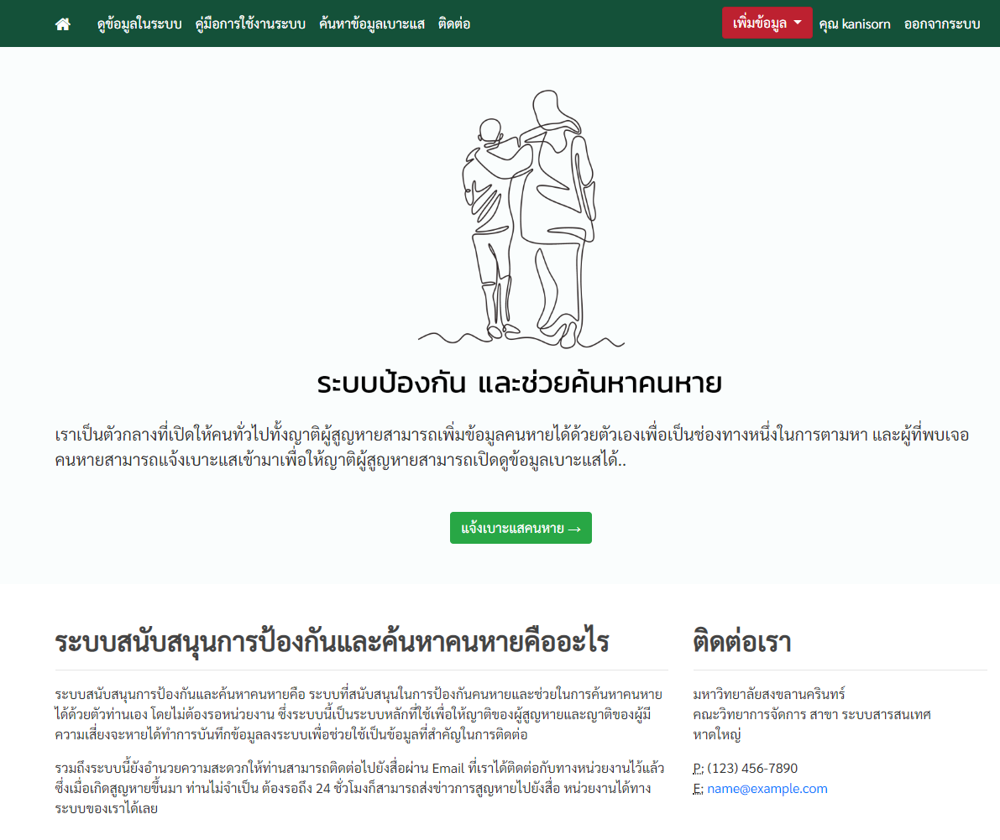 ดูข้อมูลในระบบ คู่มือการใช้งานระบบ ค้นหาข้อมูลเบาะแส ติดต่อ เพิ่มข้อมูล คุณ kanisorn ออกจากระบบ
ระบบป้องกัน และช่วยค้นหาคนหาย
เราเป็นตัวกลางที่เปิดให้คนทั่วไปทั้งญาติผู้สูญหายสามารถเพิ่มข้อมูลคนหายได้ด้วยตัวเองเพื่อเป็นช่องทางหนึ่งในการตามหา และผู้ที่พบเจอ
คนหายสามารถแจ้งเบาะแสเข้ามาเพื่อให้ญาติผู้สูญหายสามารถเปิดดูข้อมูลเบาะแสได้..
แจ้งเบาะแสคนหาย →
ระบบสนับสนุนการป้องกันและค้นหาคนหายคืออะไร
ระบบสนับสนุนการป้องกันและค้นหาคนหายคือ ระบบที่สนับสนุนในการป้องกันคนหายและช่วยในการค้นหาคนหาย
ได้ด้วยตัวท่านเอง โดยไม่ต้องรอหน่วยงาน ซึ่งระบบนี้เป็นระบบหลักที่ใช้เพื่อให้ญาติของผู้สูญหายและญาติของผู้มี
ความเสี่ยงจะหายได้ทำการบันทึกข้อมูลลงระบบเพื่อช่วยใช้เป็นข้อมูลที่สำคัญในการติดต่อ
รวมถึงระบบนี้ยังอำนวยความสะดวกให้ท่านสามารถติดต่อไปยังสื่อผ่าน Email ที่เราได้ติดต่อกับทางหน่วยงานไว้แล้ว
ซึ่งเมื่อเกิดสูญหายขึ้นมา ท่านไม่จำเป็น ต้องรอถึง 24 ชั่วโมงก็สามารถส่งข่าวการสูญหายไปยังสื่อ หน่วยงานได้ทาง
ระบบของเราได้เลย
ติดต่อเรา
มหาวิทยาลัยสงขลานครินทร์
คณะวิทยาการจัดการ สาขา ระบบสารสนเทศ
หาดใหญ่
P: (123) 456-7890
E: name@example.com